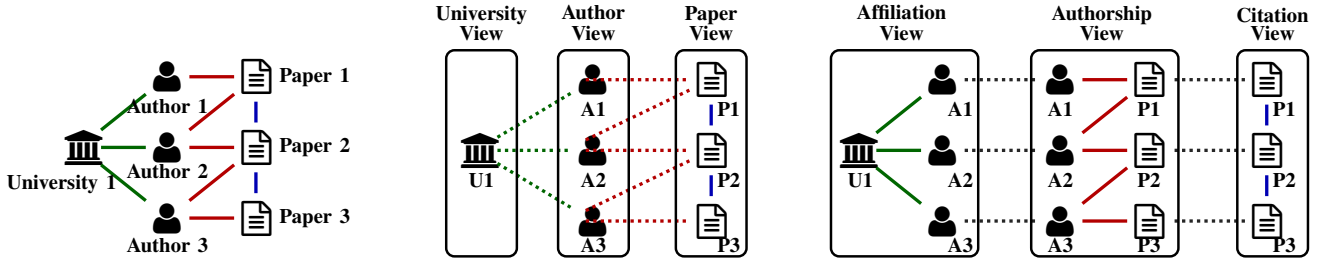 Paper 1
Author 1
Paper 2
Author 2
University 1
Paper 3
Author 3
University
View
Author
View
Paper
View
A1
P1
U1
A2
P2
A3
P3
Affiliation
View
Authorship
View
Citation
View
A1
A1
P1
P1
U1
A2
A2
P2
P2
A3
A3
P3
P3